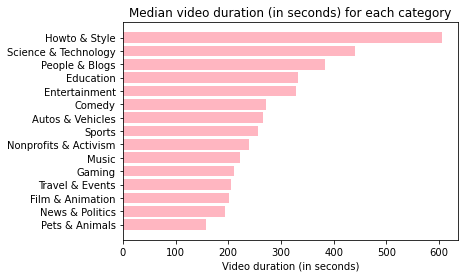 Median video duration (in seconds) for each category
Howto & Style
Science & Technology
People & Blogs
Education
Entertainment
Comedy
Autos & Vehicles
Sports
Nonprofits & Activism
Music
Gaming
Travel & Events
Film & Animation
News & Politics
Pets & Animals
0 100 200 300 400 500 600
Video duration (in seconds)